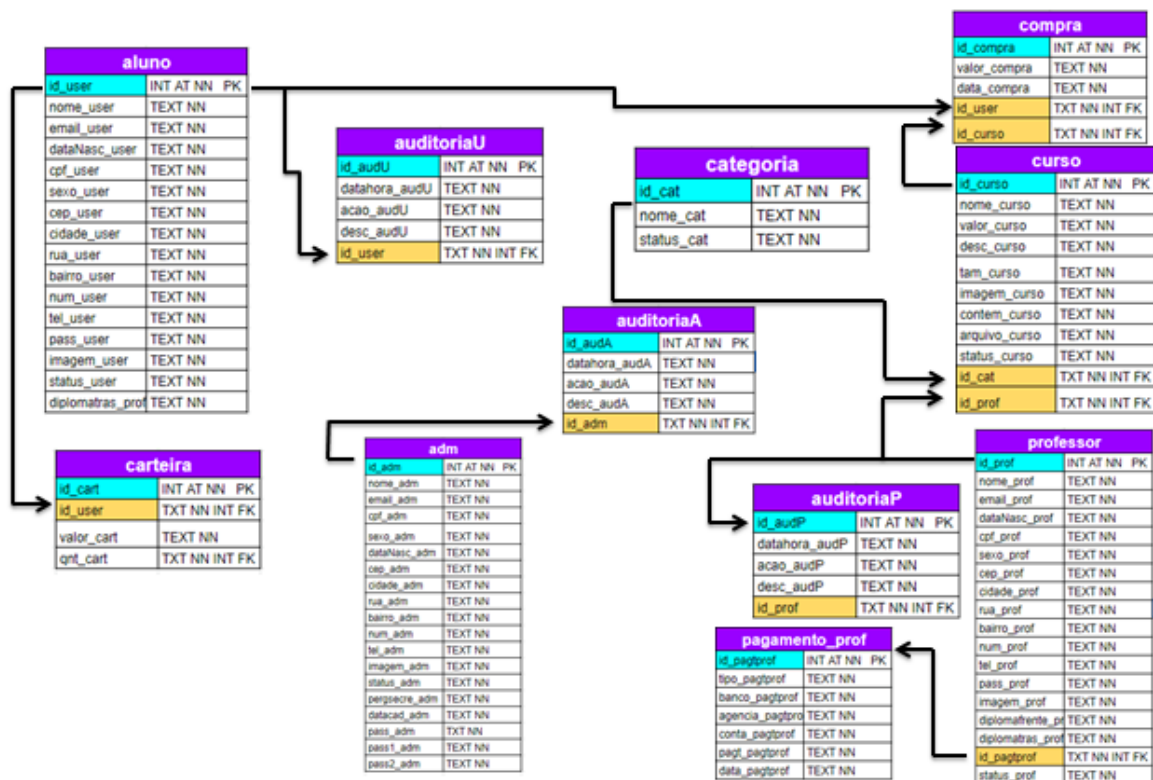 aluno
id_user INT AT NN PK
nome_user TEXT NN
email_user TEXT NN
dataNasc_user TEXT NN
cpf_user TEXT NN
sexo_user TEXT NN
cep_user TEXT NN
cidade_user TEXT NN
rua_user TEXT NN
bairro_user TEXT NN
num_user TEXT NN
tel_user TEXT NN
pass_user TEXT NN
imagem_user TEXT NN
status_user TEXT NN
diplomatras_prof TEXT NN
auditoriaU
id_audU INT AT NN PK
datahora_audU TEXT NN
acao_audU TEXT NN
desc_audU TEXT NN
id_user TXT NN INT FK
categoria
id_cat INT AT NN PK
nome_cat TEXT NN
status_cat TEXT NN
compra
id_compra INT AT NN PK
valor_compra TEXT NN
data_compra TEXT NN
id_user TXT NN INT FK
id_curso TXT NN INT FK
curso
id_curso INT AT NN PK
nome_curso TEXT NN
valor_curso TEXT NN
desc_curso TEXT NN
tam_curso TEXT NN
imagem_curso TEXT NN
contem_curso TEXT NN
arquivo_curso TEXT NN
status_curso TEXT NN
id_cat TXT NN INT FK
id_prof TXT NN INT FK
auditoriaA
id_audA INT AT NN PK
datahora_audA TEXT NN
acao_audA TEXT NN
desc_audA TEXT NN
id_adm TXT NN INT FK
carteira
id_cart INT AT NN PK
id_user TXT NN INT FK
valor_cart TEXT NN
qnt_cart TXT NN INT FK
adm
id_adm INT AT NN PK
nome_adm TEXT NN
email_adm TEXT NN
cpf_adm TEXT NN
sexo_adm TEXT NN
dataNasc_adm TEXT NN
cep_adm TEXT NN
cidade_adm TEXT NN
rua_adm TEXT NN
bairro_adm TEXT NN
num_adm TEXT NN
tel_adm TEXT NN
imagem_adm TEXT NN
status_adm TEXT NN
pergsecre_adm TEXT NN
datacad_adm TEXT NN
pass_adm TXT NN
pass1_adm TEXT NN
pass2_adm TEXT NN
auditoriaP
id_audP INT AT NN PK
datahora_audP TEXT NN
acao_audP TEXT NN
desc_audP TEXT NN
id_prof TXT NN INT FK
pagamento_prof
id_pagtprof INT AT NN PK
tipo_pagtprof TEXT NN
banco_pagtprof TEXT NN
agencia_pagtpro TEXT NN
conta_pagtprof TEXT NN
pagt_pagtprof TEXT NN
data_pagtprof TEXT NN
professor
id_prof INT AT NN PK
nome_prof TEXT NN
email_prof TEXT NN
dataNasc_prof TEXT NN
cpf_prof TEXT NN
sexo_prof TEXT NN
cep_prof TEXT NN
cidade_prof TEXT NN
rua_prof TEXT NN
bairro_prof TEXT NN
num_prof TEXT NN
tel_prof TEXT NN
pass_prof TEXT NN
imagem_prof TEXT NN
diplomafrente_pr TEXT NN
diplomatras_prof TEXT NN
id_pagtprof TXT NN INT FK
status_prof TEXT NN